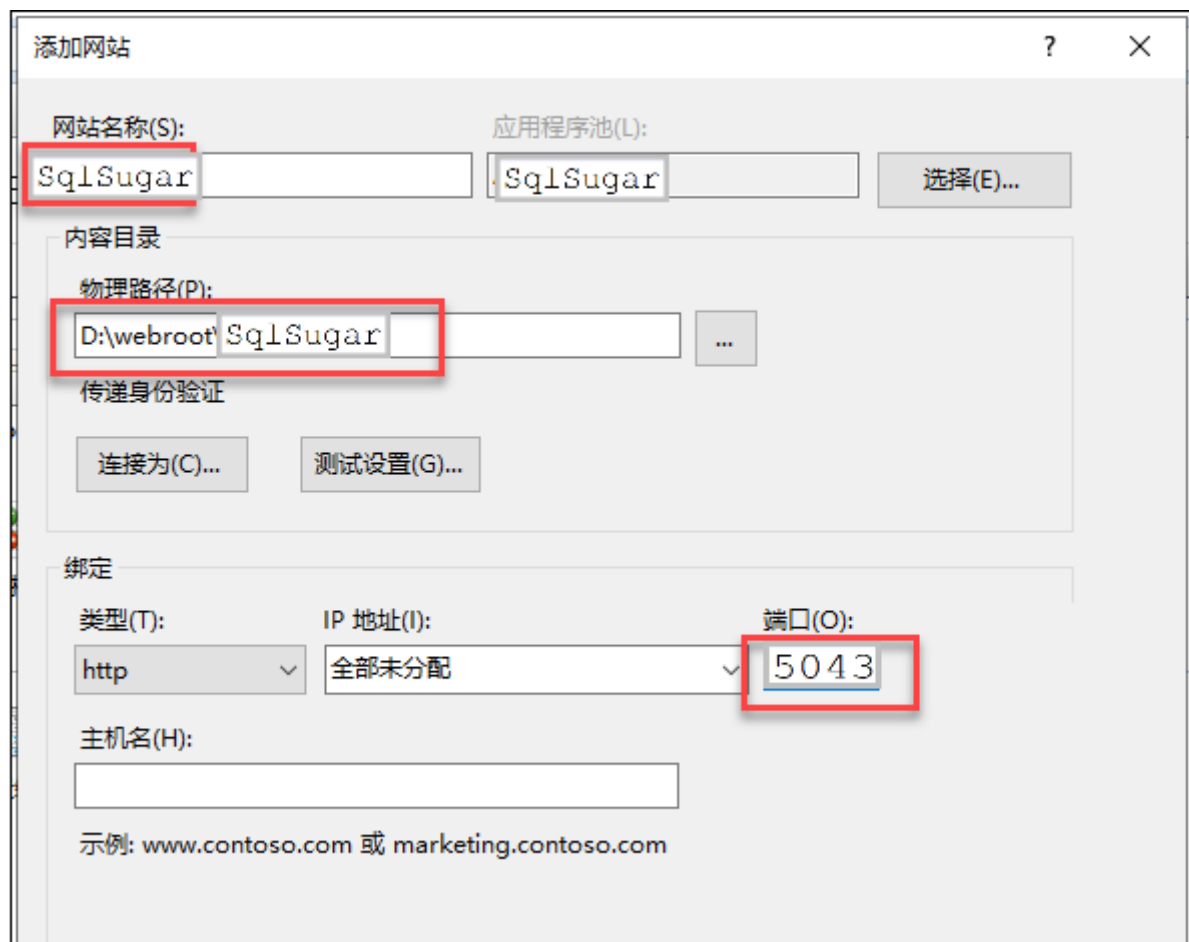 添加网站 ?
网站名称(S): 应用程序池(L):
SqlSugar SqlSugar 选择(E)...
内容目录
物理路径(P):
D:\webroot\SqlSugar ...
传递身份验证
连接为(C)... 测试设置(G)...
绑定
类型(T): IP 地址(I): 端口(O):
http 全部未分配 5043
主机名(H):
示例: www.contoso.com 或 marketing.contoso.com